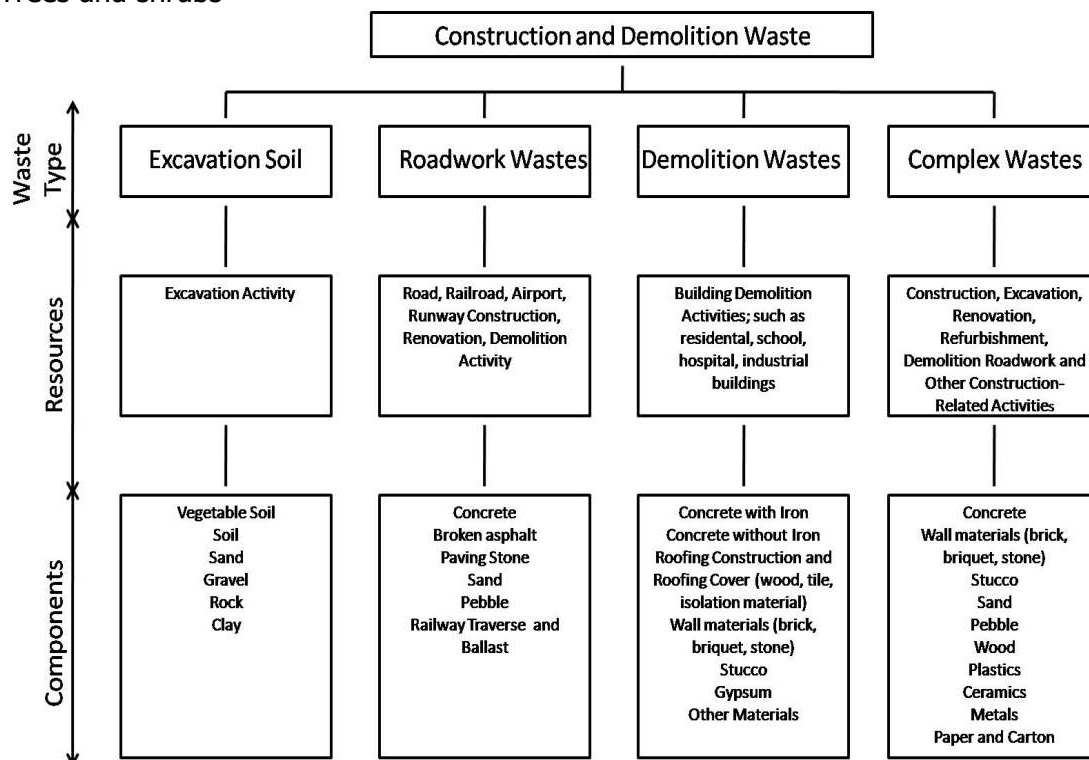 Trees and shrubs
Construction and Demolition Waste
Waste
Type
Excavation Soil
Roadwork Wastes
Demolition Wastes
Complex Wastes
Resources
Excavation Activity
Road, Railroad, Airport,
Runway Construction,
Renovation, Demolition
Activity
Building Demolition
Activities; such as
residental, school,
hospital, industrial
buildings
Construction, Excavation,
Renovation,
Refurbishment,
Demolition Roadwork and
Other Construction-
Related Activities
Components
Vegetable Soil
Soil
Sand
Gravel
Rock
Clay
Concrete
Broken asphalt
Paving Stone
Sand
Pebble
Railway Traverse and
Ballast
Concrete with Iron
Concrete without Iron
Roofing Construction and
Roofing Cover (wood, tile,
isolation material)
Wall materials (brick,
briquet, stone)
Stucco
Gypsum
Other Materials
Concrete
Wall materials (brick,
briquet, stone)
Stucco
Sand
Pebble
Wood
Plastics
Ceramics
Metals
Paper and Carton